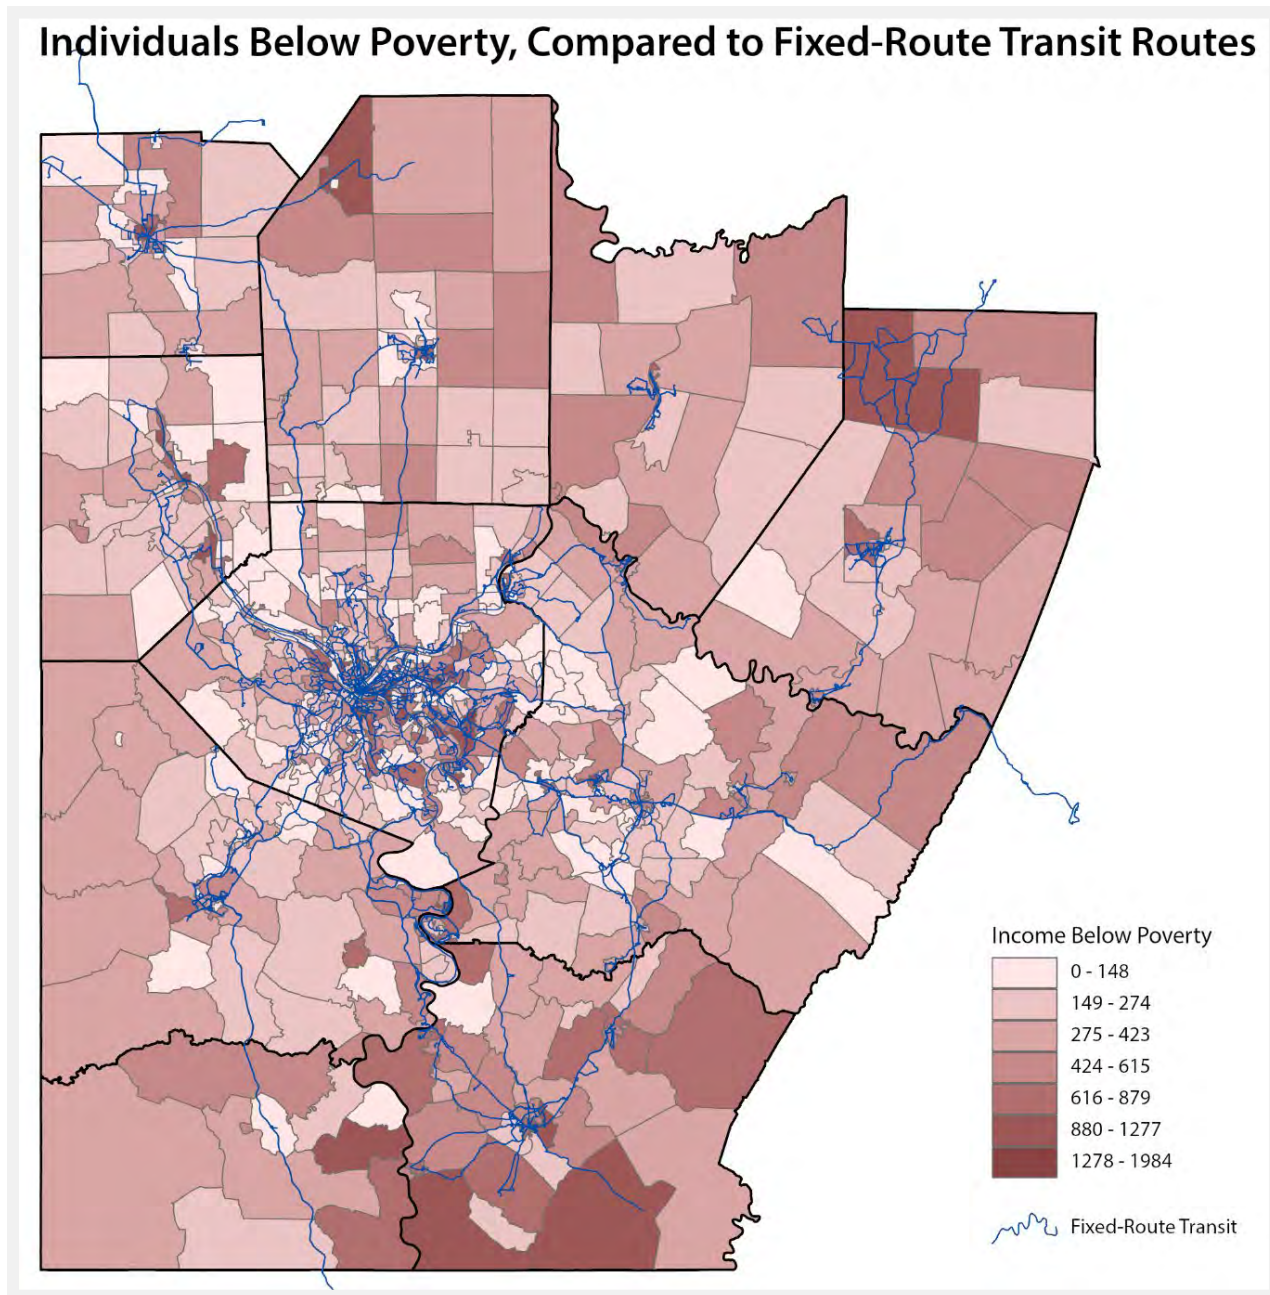 Individuals Below Poverty, Compared to Fixed-Route Transit Routes
Income Below Poverty
0 - 148
149 - 274
275 - 423
424 - 615
616 - 879
880 - 1277
1278 - 1984
Fixed-Route Transit